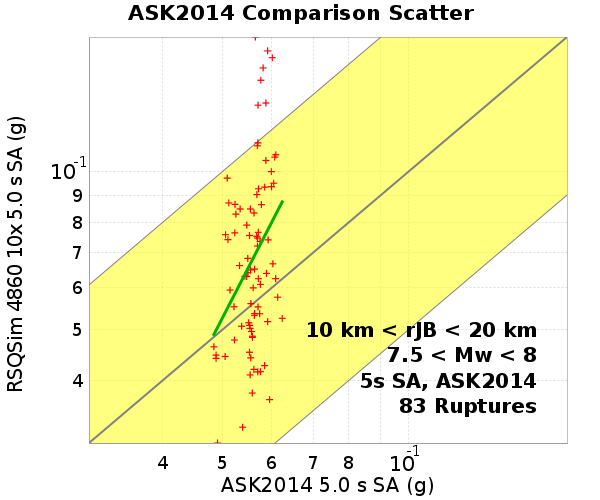 ASK2014 Comparison Scatter
RSQSim 4860 10x 5.0 s SA (g)
10-1
9
8
7
6
5
4
10 km < rJB < 20 km
7.5 < Mw < 8
5s SA, ASK2014
83 Ruptures
4 5 6 7 8 10-1
ASK2014 5.0 s SA (g)